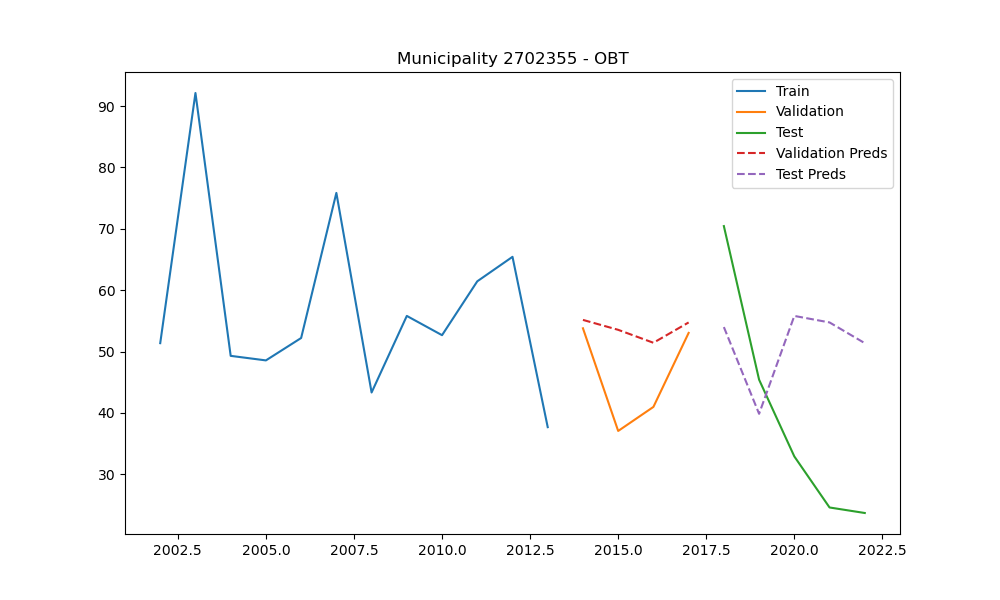 Municipality 2702355 - OBT
Train
Validation
Test
Validation Preds
Test Preds
90
80
70
60
50
40
30
2002.5 2005.0 2007.5 2010.0 2012.5 2015.0 2017.5 2020.0 2022.5